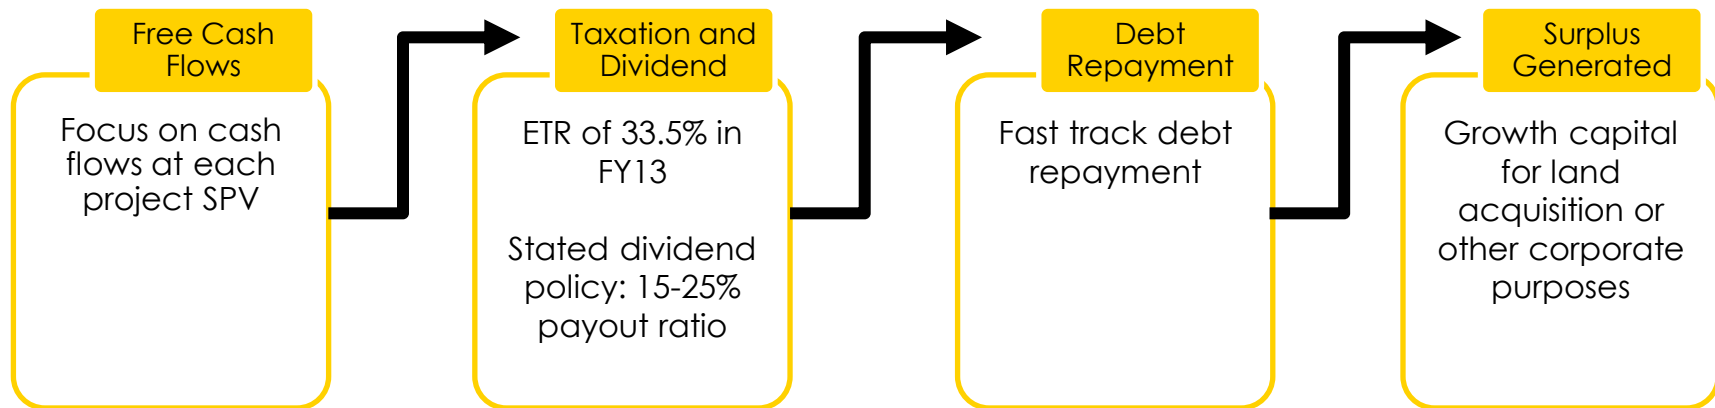 Free Cash
Flows
Focus on cash
flows at each
project SPV
Taxation and
Dividend
ETR of 33.5% in
FY13
Stated dividend
policy: 15-25%
payout ratio
Debt
Repayment
Fast track debt
repayment
Surplus
Generated
Growth capital
for land
acquisition or
other corporate
purposes